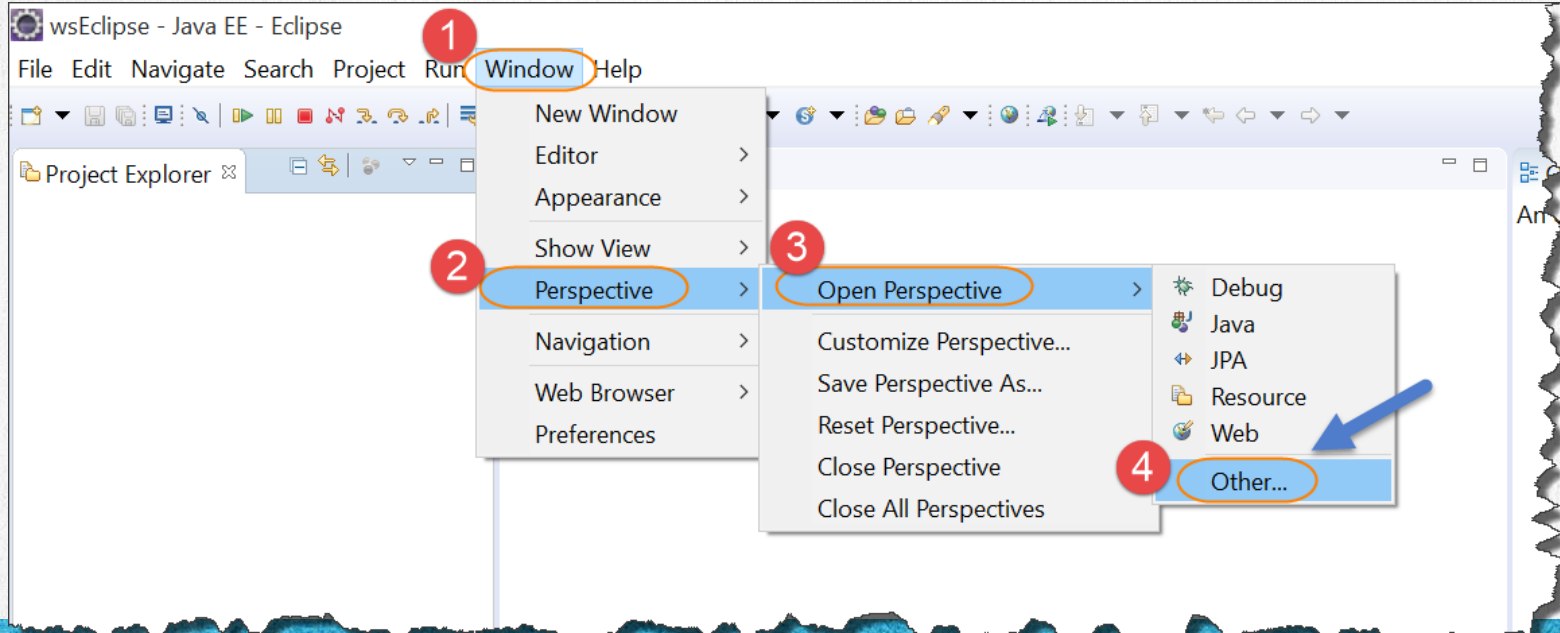 wsEclipse - Java EE - Eclipse
1
File Edit Navigate Search Project Run Window Help
New Window
Editor
Appearance
Show View
2 Perspective
Navigation
Web Browser
Preferences
Project Explorer
3
Open Perspective
Customize Perspective...
Save Perspective As...
Reset Perspective...
Close Perspective
Close All Perspectives
Debug
Java
JPA
Resource
Web
4 Other...
An